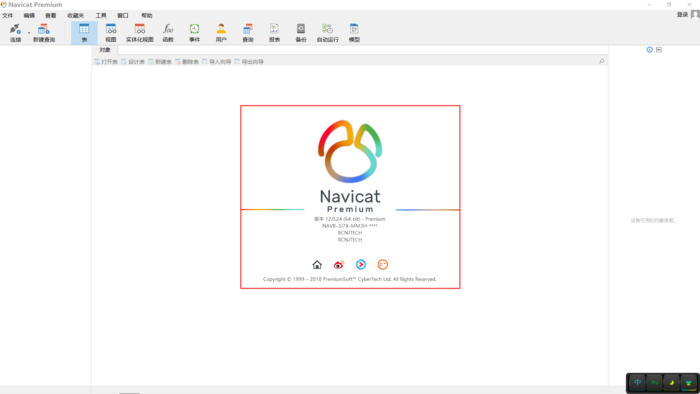 Navicat Premium
文件 编辑 查看 收藏夹 工具 窗口 帮助
登录
连接 新建查询 表 视图 实体化视图 函数 事件 用户 查询 报表 备份 自动运行 模型
对象
打开表 设计表 新建表 删除表 导入向导 导出向导
Navicat
Premium
版本 12.0.24 (64-bit) - Premium
RCNJTECH
RCNJTECH
Copyright © 1999 – 2018 PremiumSoft™ CyberTech Ltd. All Rights Reserved.
没有可用的对象信息。
中